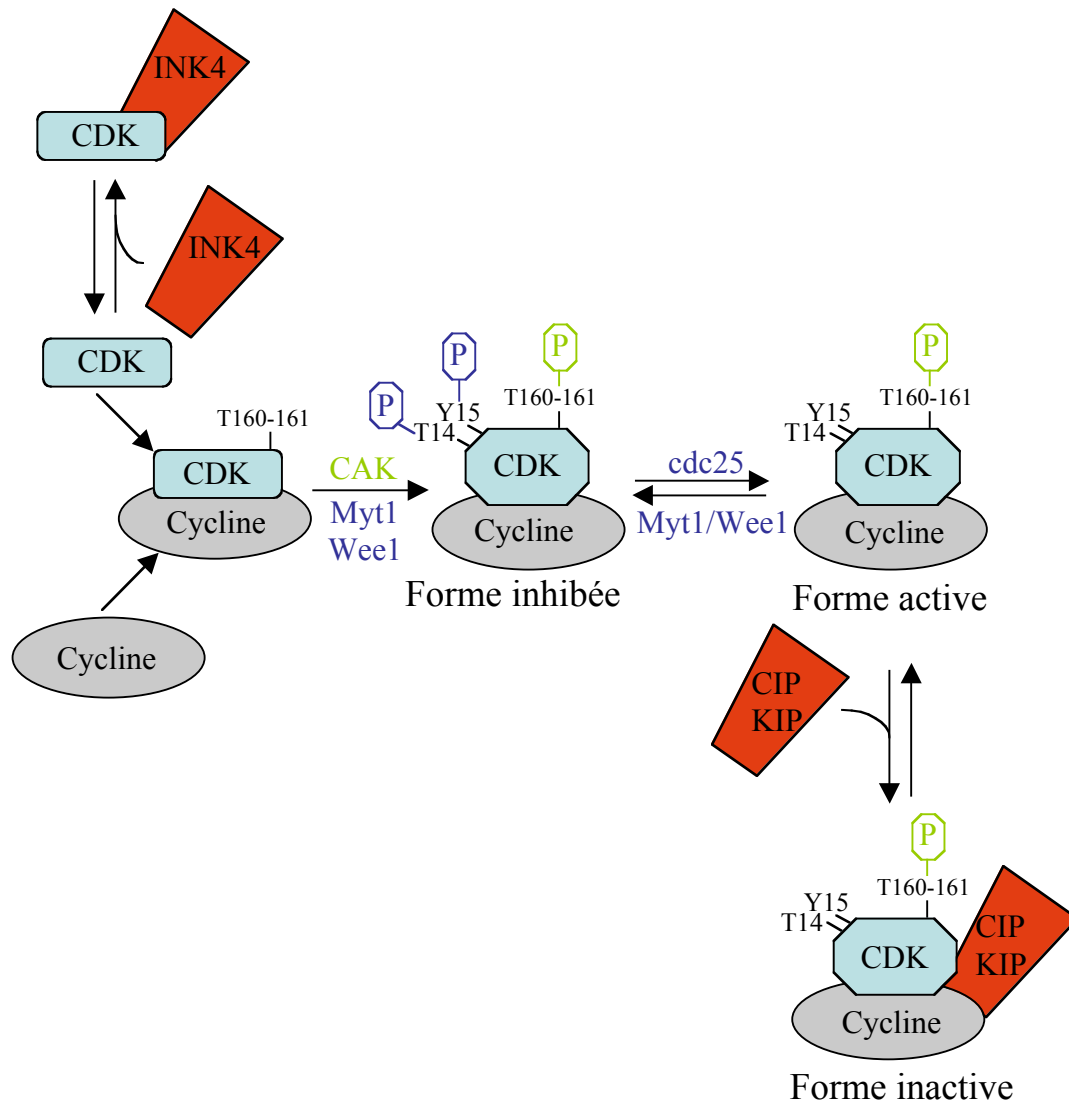 INK4
CDK
INK4
CDK
T160-161
CDK
Cycline
Cycline
CAK
Myt1
Wee1
P
P
P
Y15
T14
T160-161
CDK
Cycline
Forme inhibée
cdc25
Myt1/Wee1
P
Y15
T14
T160-161
CDK
Cycline
Forme active
CIP
KIP
P
Y15
T14
T160-161
CDK
CIP
KIP
Cycline
Forme inactive